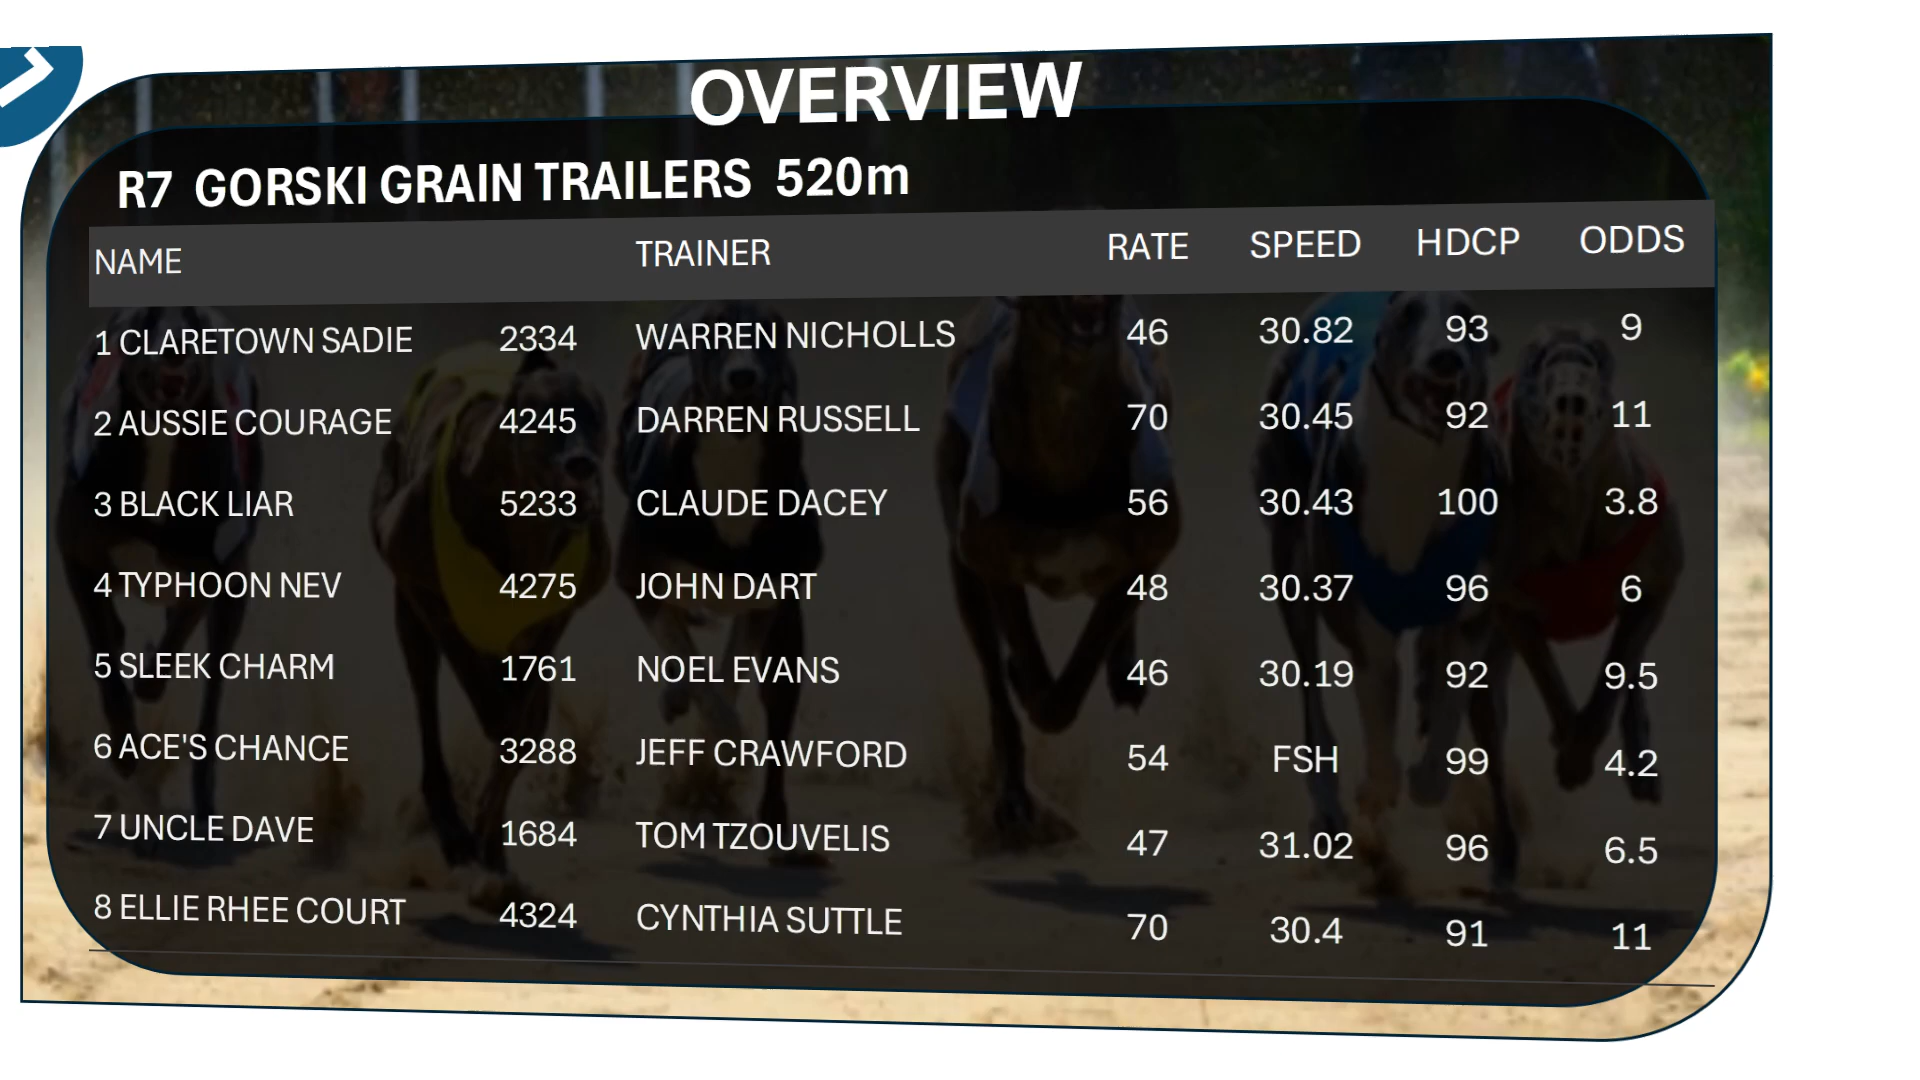 OVERVIEW
R7 GORSKI GRAIN TRAILERS 520m
NAME TRAINER RATE SPEED HDCP ODDS
1 CLARETOWN SADIE 2334 WARREN NICHOLLS 46 30.82 93 9
2 AUSSIE COURAGE 4245 DARREN RUSSELL 70 30.45 92 11
3 BLACK LIAR 5233 CLAUDE DACEY 56 30.43 100 3.8
4 TYPHOON NEV 4275 JOHN DART 48 30.37 96 6
5 SLEEK CHARM 1761 NOEL EVANS 46 30.19 92 9.5
6 ACE'S CHANCE 3288 JEFF CRAWFORD 54 FSH 99 4.2
7 UNCLE DAVE 1684 TOM TZOUVELIS 47 31.02 96 6.5
8 ELLIE RHEE COURT 4324 CYNTHIA SUTTLE 70 30.4 91 11